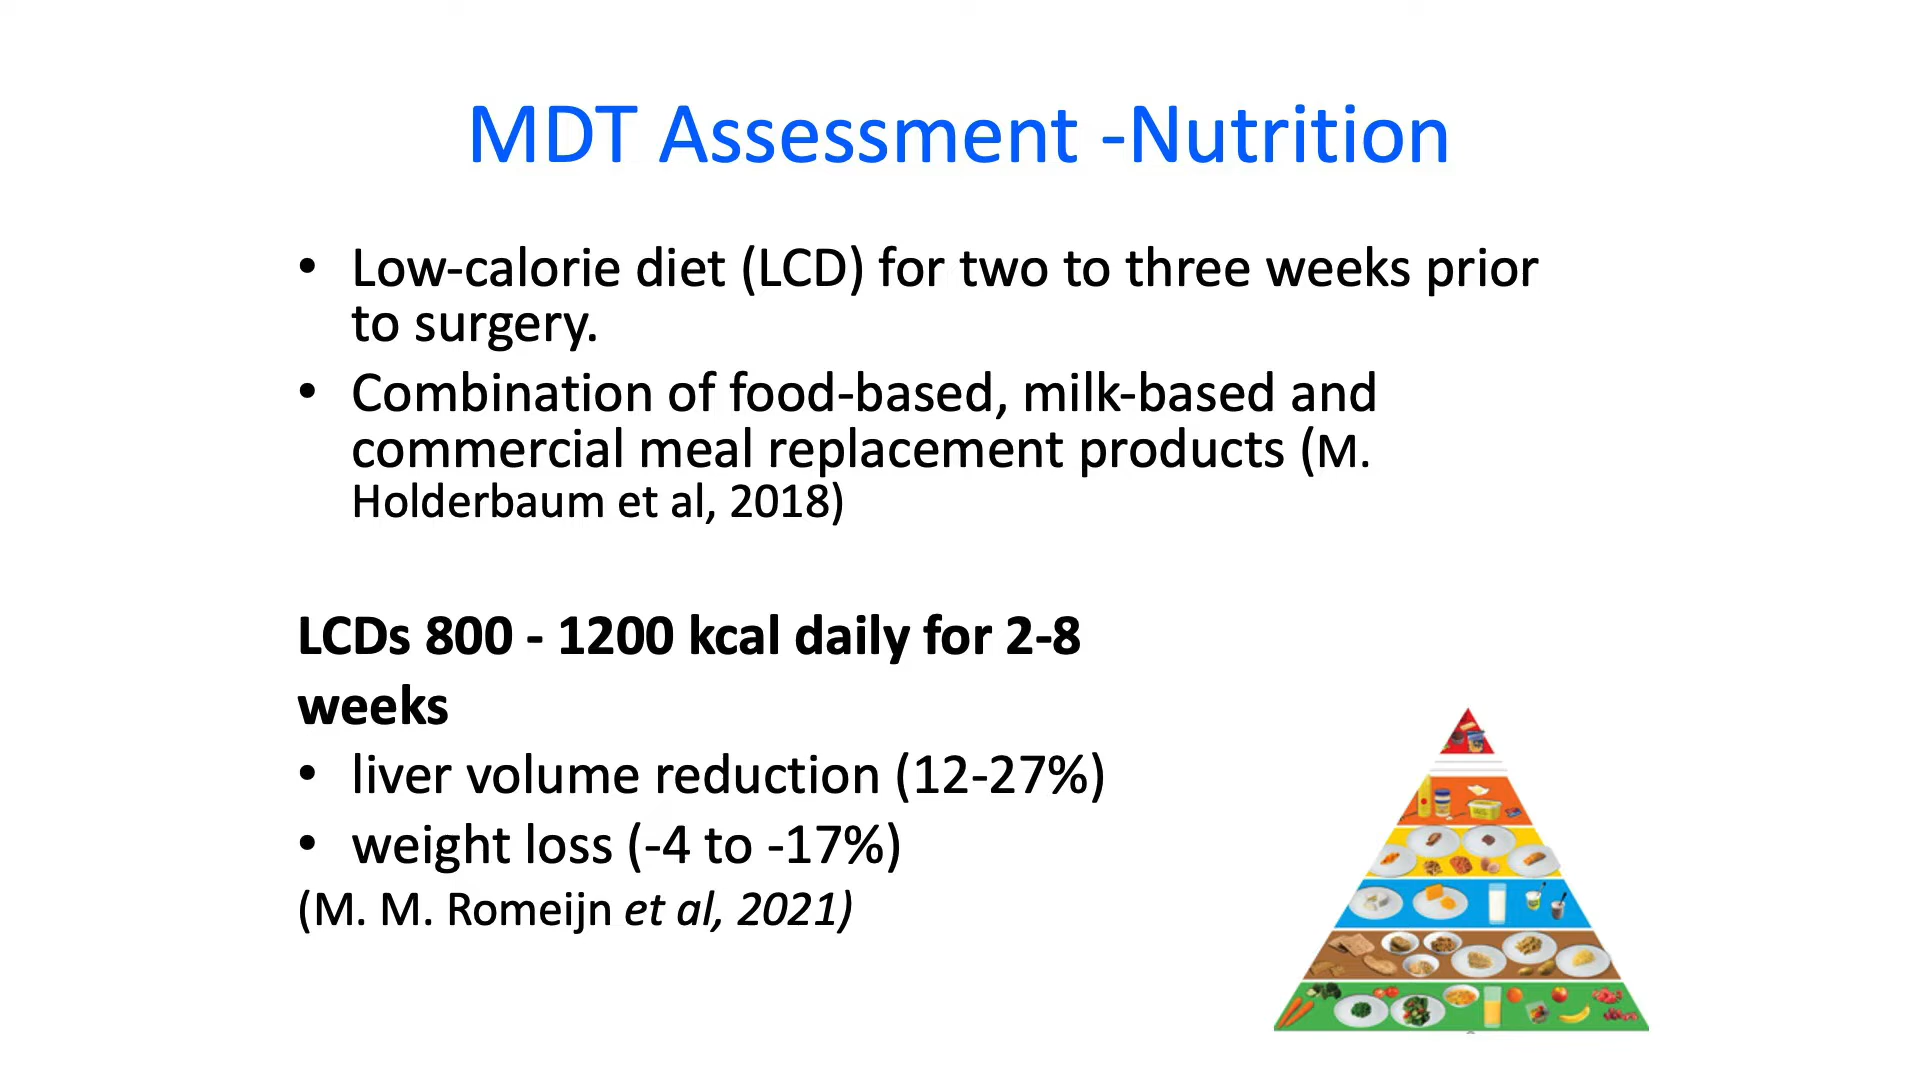 MDT Assessment -Nutrition
• Low-calorie diet (LCD) for two to three weeks prior
to surgery.
• Combination of food-based, milk-based and
commercial meal replacement products (M.
Holderbaum et al, 2018)
LCDs 800 - 1200 kcal daily for 2-8
weeks
• liver volume reduction (12-27%)
• weight loss (-4 to -17%)
(M. M. Romeijn et al, 2021)